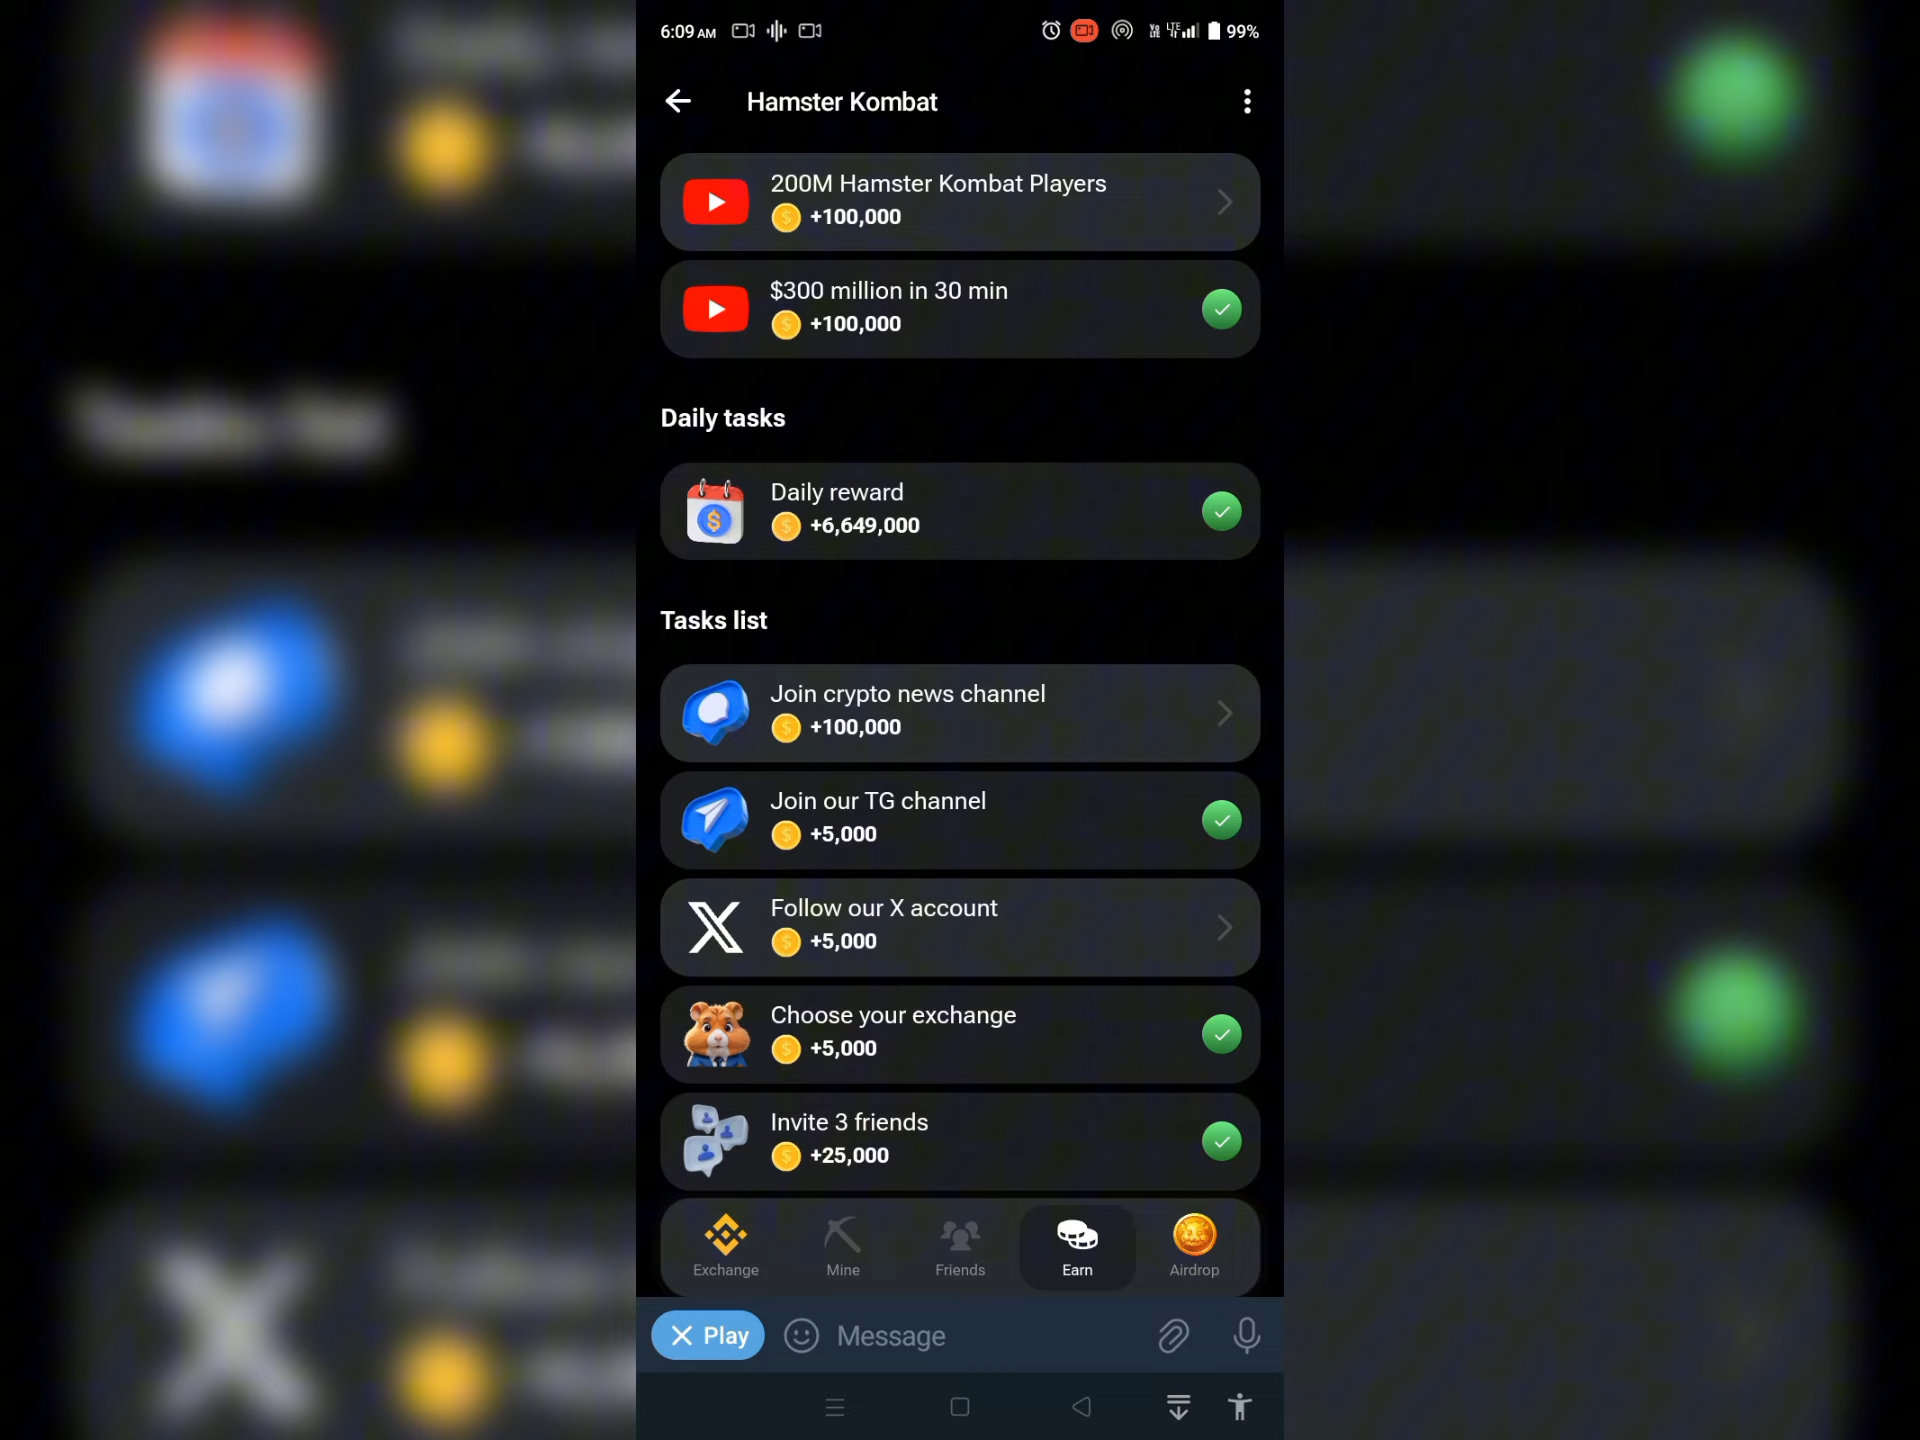 6:09 AM 99%
Hamster Kombat
200M Hamster Kombat Players
+100,000
$300 million in 30 min
+100,000
Daily tasks
Daily reward
+6,649,000
Tasks list
Join crypto news channel
+100,000
Join our TG channel
+5,000
Follow our X account
+5,000
Choose your exchange
+5,000
Invite 3 friends
+25,000
Exchange Mine Friends Earn Airdrop
Play Message